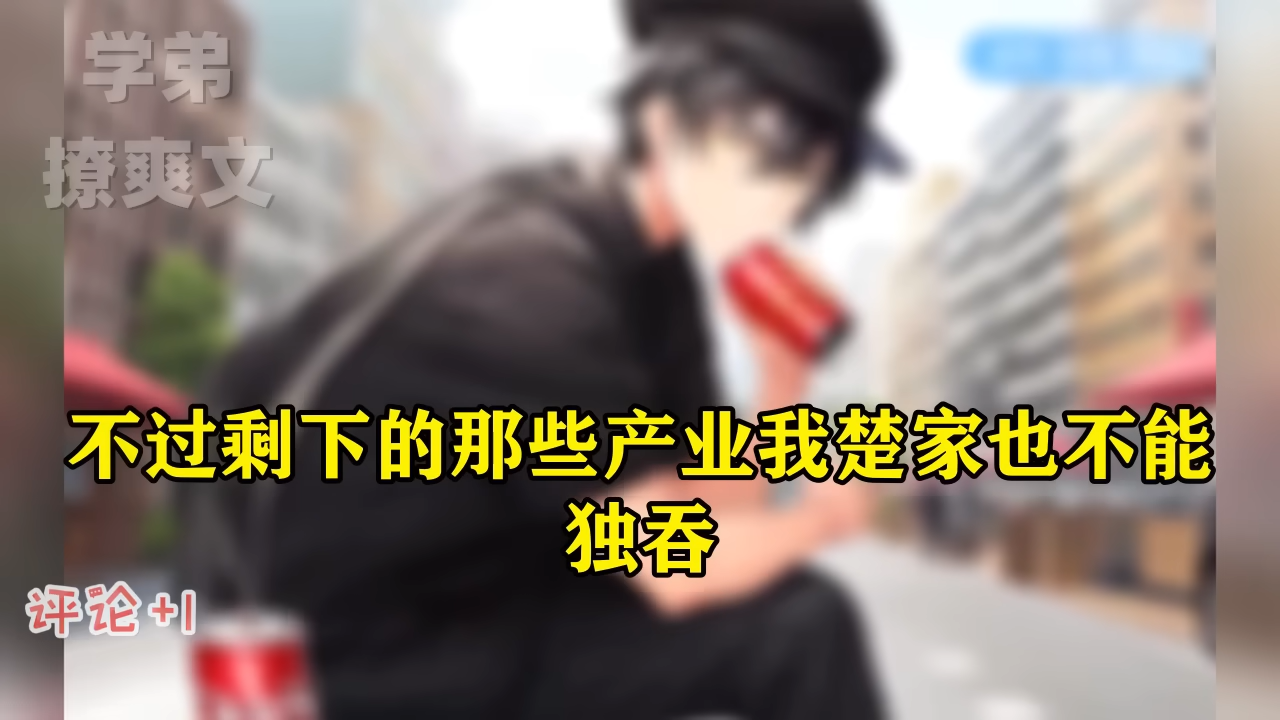 学弟
撩爽文
不过剩下的那些产业我楚家也不能
独吞
评论+1